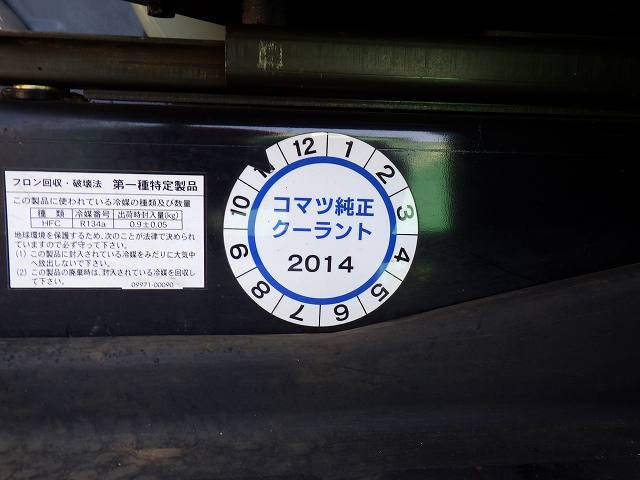 フロン回収・破壊法 第一種特定製品
この製品に使われている冷媒の種類及び数量
種 類 冷媒番号 出荷時封入量(kg)
HFC R134a 0.9±0.05
地球環境を保護するため、次のことが法律で決められ
ていますので必ず守って下さい。
(1) この製品に封入されている冷媒をみだりに大気中
へ放出しないで下さい。
(2) この製品の廃棄時は、封入されている冷媒を回収し
て下さい。
09971-00090
コマツ純正
クーラント
2014
12
1
2
3
4
5
6
7
8
9
10